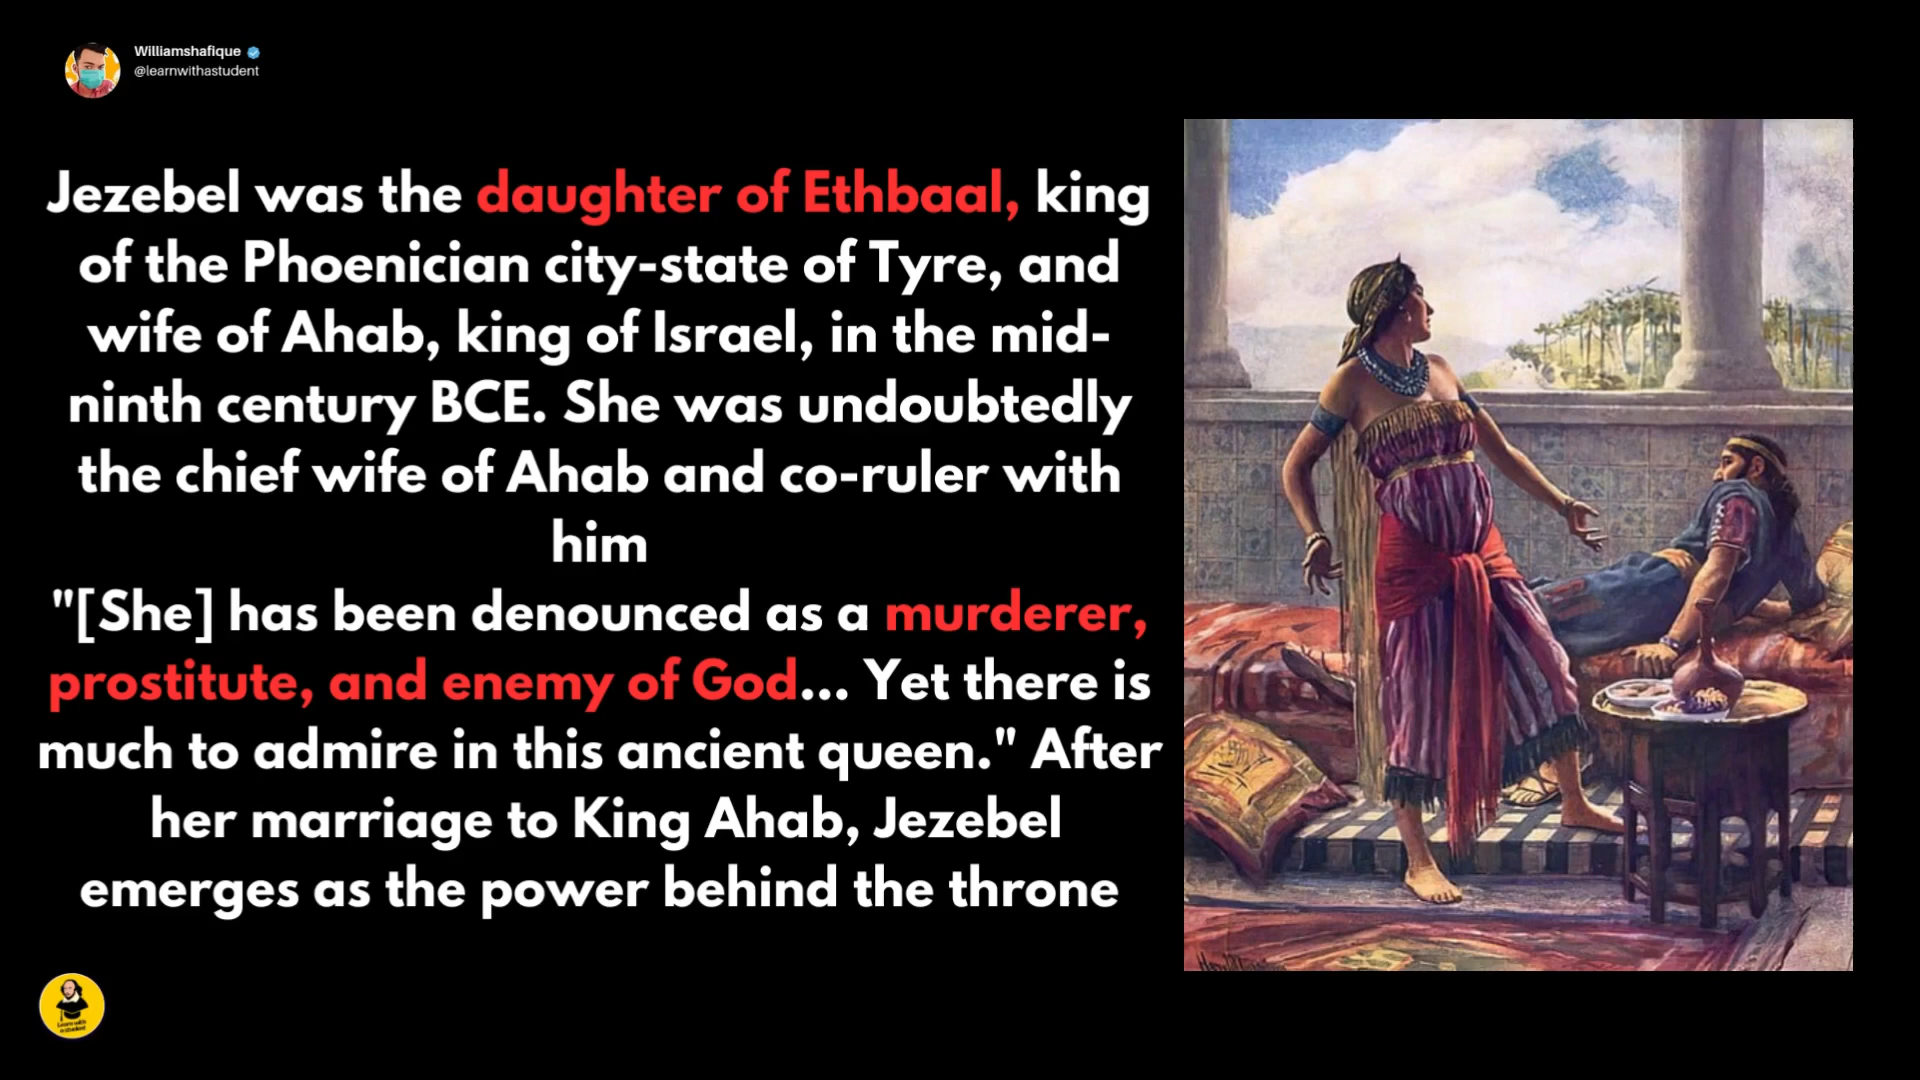 Williamshafique
@learnwithastudent
Jezebel was the daughter of Ethbaal, king
of the Phoenician city-state of Tyre, and
wife of Ahab, king of Israel, in the mid-
ninth century BCE. She was undoubtedly
the chief wife of Ahab and co-ruler with
him
"[She] has been denounced as a murderer,
prostitute, and enemy of God... Yet there is
much to admire in this ancient queen." After
her marriage to King Ahab, Jezebel
emerges as the power behind the throne
Learn with
a student